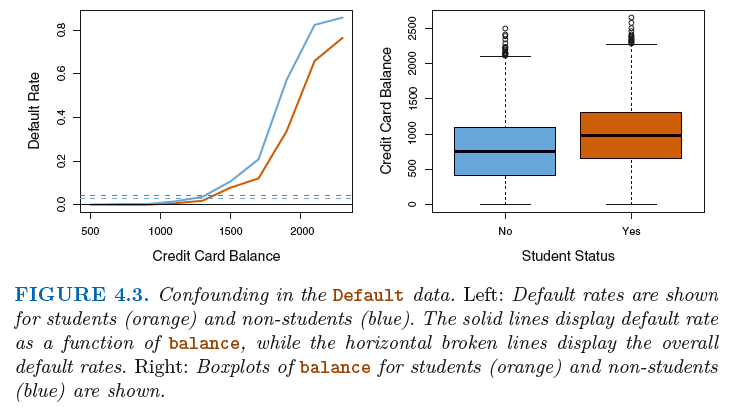 Default Rate
0.0 0.2 0.4 0.6 0.8
500 1000 1500 2000
Credit Card Balance
Credit Card Balance
0 500 1000 1500 2000 2500
No Yes
Student Status
FIGURE 4.3. Confounding in the Default data. Left: Default rates are shown
for students (orange) and non-students (blue). The solid lines display default rate
as a function of balance, while the horizontal broken lines display the overall
default rates. Right: Boxplots of balance for students (orange) and non-students
(blue) are shown.